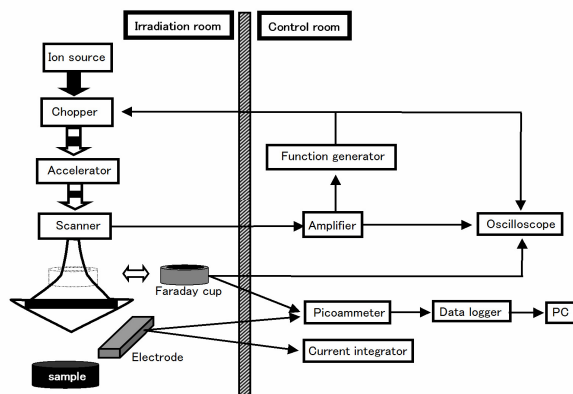 Irradiation room
Control room
Ion source
Chopper
Function generator
Accelerator
Scanner
Amplifier
Oscilloscope
Faraday cup
Picoammeter
Data logger
PC
Electrode
Current integrator
sample